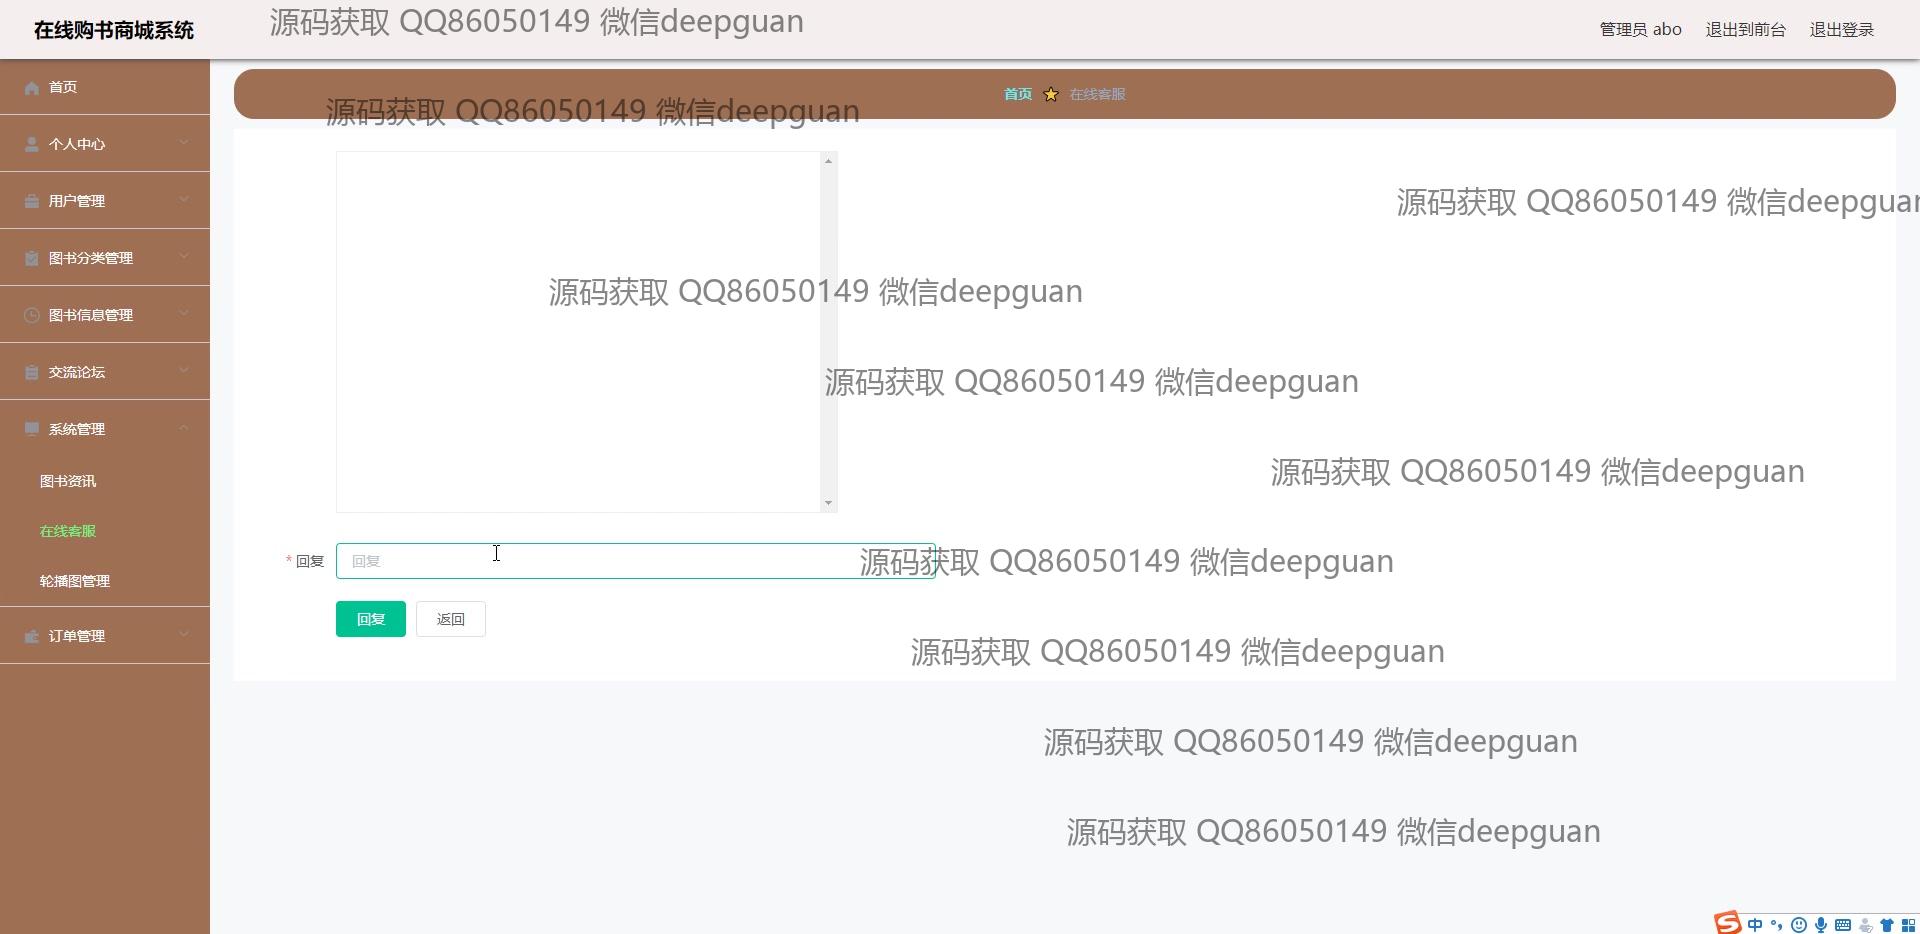 在线购书商城系统
源码获取 QQ86050149 微信deepguan
管理员 abo 退出到前台 退出登录
首页
首页 在线客服
源码获取 QQ86050149 微信deepguan
个人中心
用户管理
源码获取 QQ86050149 微信deepguan
图书分类管理
源码获取 QQ86050149 微信deepguan
图书信息管理
交流论坛
源码获取 QQ86050149 微信deepguan
系统管理
源码获取 QQ86050149 微信deepguan
图书资讯
在线客服
* 回复 回复
源码获取 QQ86050149 微信deepguan
轮播图管理
回复 返回
订单管理
源码获取 QQ86050149 微信deepguan
源码获取 QQ86050149 微信deepguan
源码获取 QQ86050149 微信deepguan
中